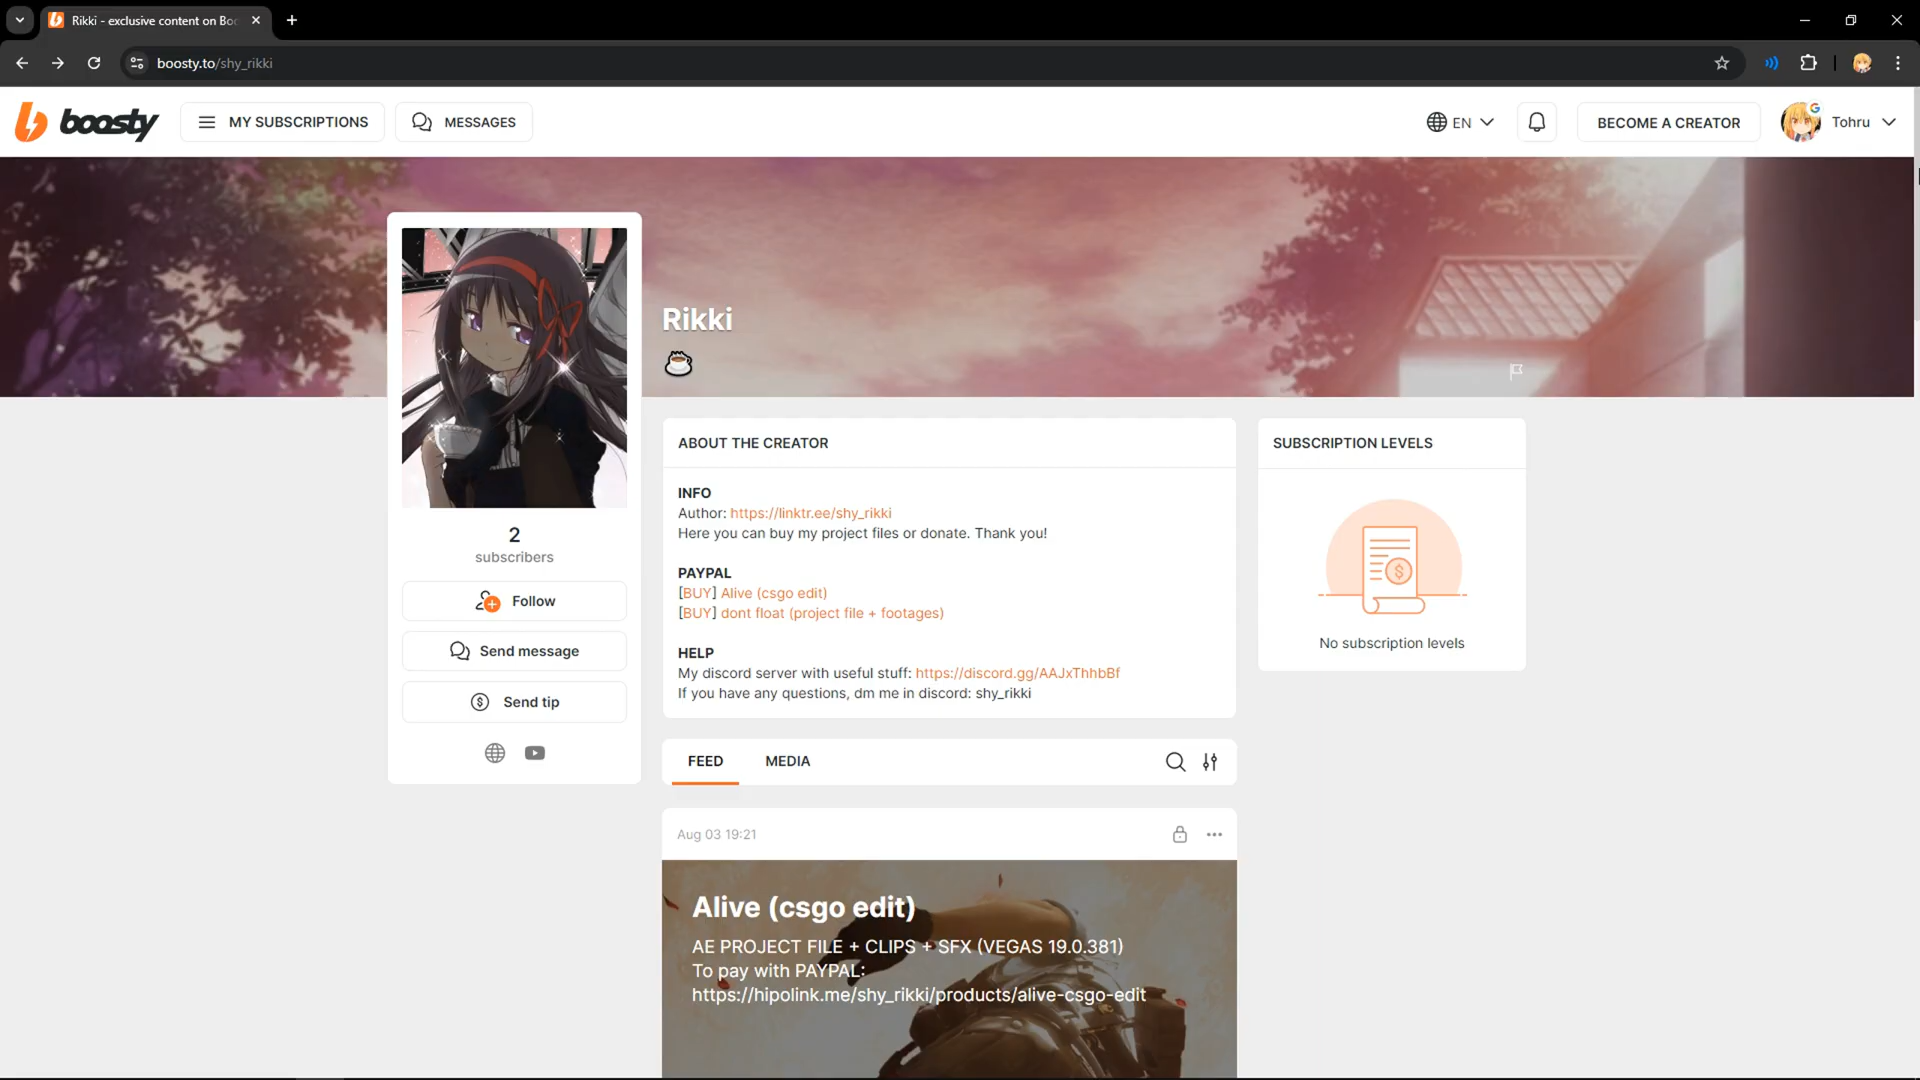 Rikki - exclusive content on Boo
boosty.to/shy_rikki
boosty
MY SUBSCRIPTIONS
MESSAGES
EN
BECOME A CREATOR
Tohru
Rikki
ABOUT THE CREATOR
INFO
Author: https://linktr.ee/shy_rikki
Here you can buy my project files or donate. Thank you!
PAYPAL
[BUY] Alive (csgo edit)
[BUY] dont float (project file + footages)
HELP
My discord server with useful stuff: https://discord.gg/AAJxThhbBf
If you have any questions, dm me in discord: shy_rikki
SUBSCRIPTION LEVELS
No subscription levels
2
subscribers
Follow
Send message
Send tip
FEED
MEDIA
Aug 03 19:21
Alive (csgo edit)
AE PROJECT FILE + CLIPS + SFX (VEGAS 19.0.381)
To pay with PAYPAL:
https://hipolink.me/shy_rikki/products/alive-csgo-edit